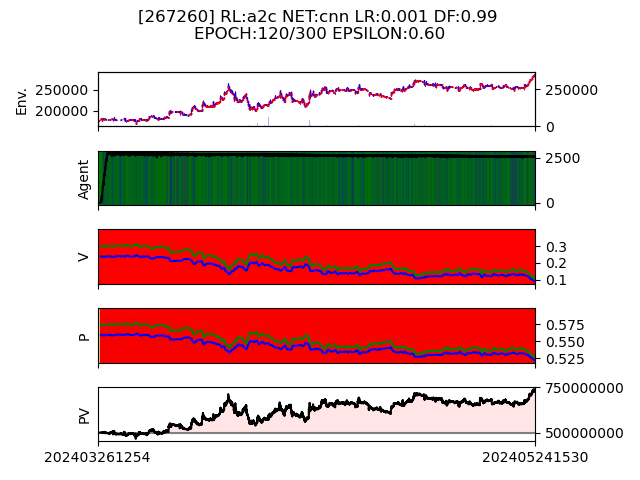 [267260] RL:a2c NET:cnn LR:0.001 DF:0.99
EPOCH:120/300 EPSILON:0.60
Env.
250000
200000
250000
0
Agent
2500
0
V
0.3
0.2
0.1
P
0.575
0.550
0.525
PV
750000000
500000000
202403261254
202405241530